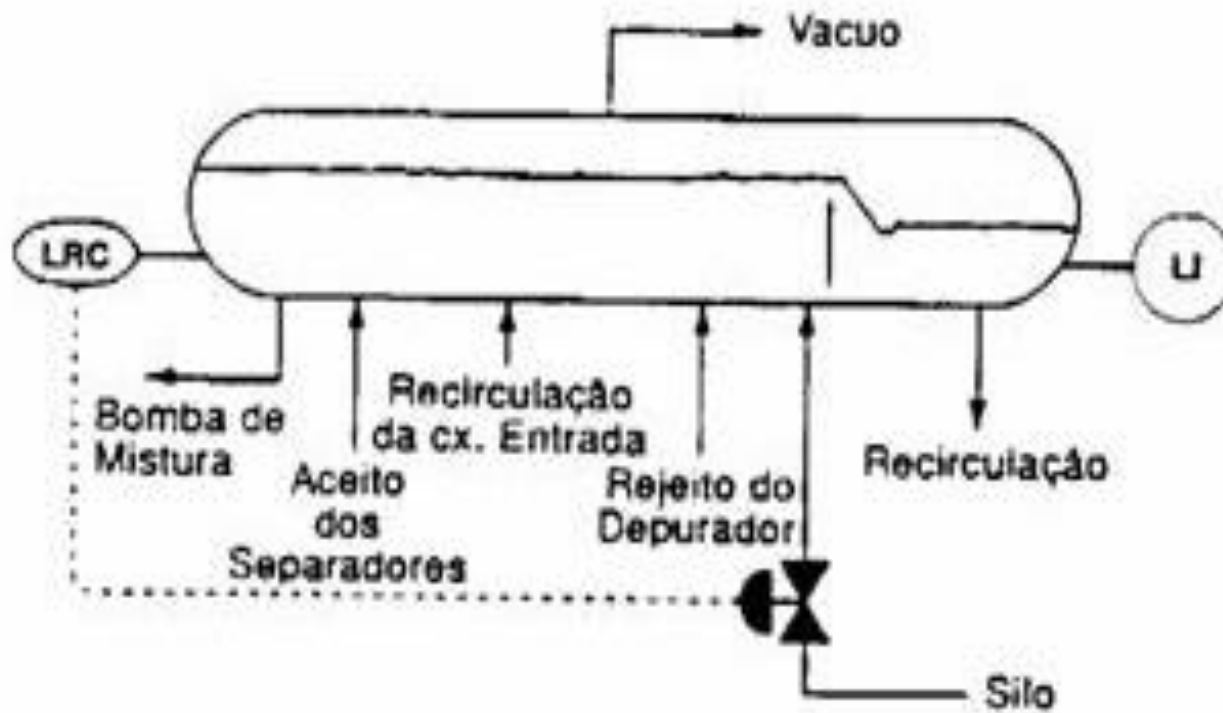 Vacuo
LRC
LI
Bomba de
Mistura
Aceito
dos
Separadores
Recirculação
da cx. Entrada
Rejeito do
Depurador
Recirculação
Silo